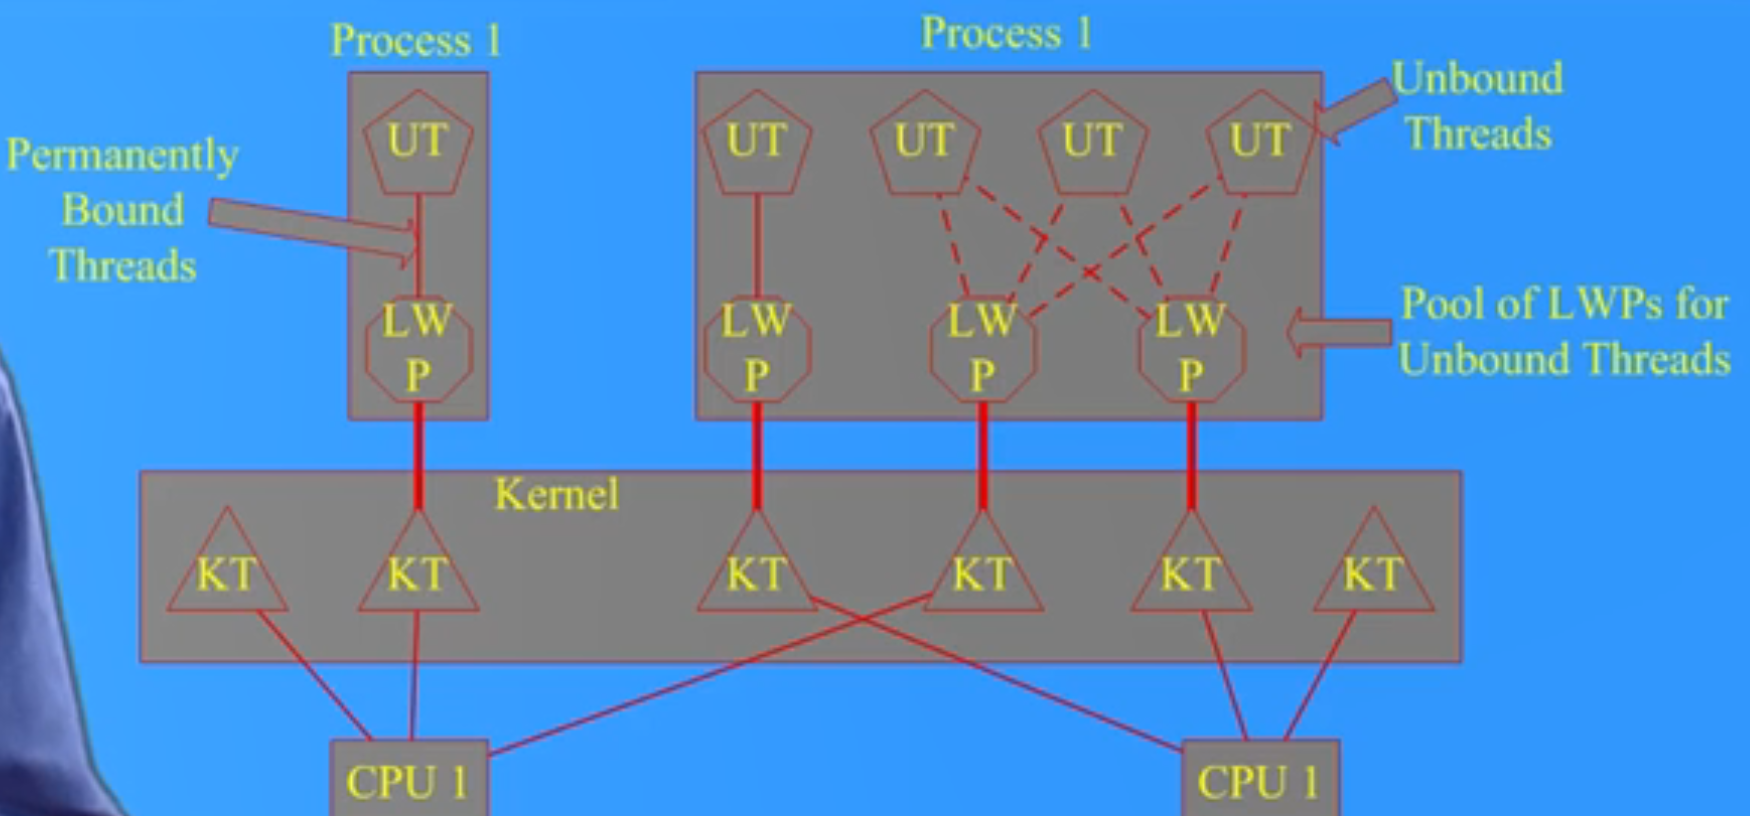 Process 1
Process 1
Unbound
Threads
Permanently
Bound
Threads
UT
UT
UT
UT
UT
LW
P
LW
P
LW
P
LW
P
Pool of LWPs for
Unbound Threads
Kernel
KT
KT
KT
KT
KT
KT
CPU 1
CPU 1